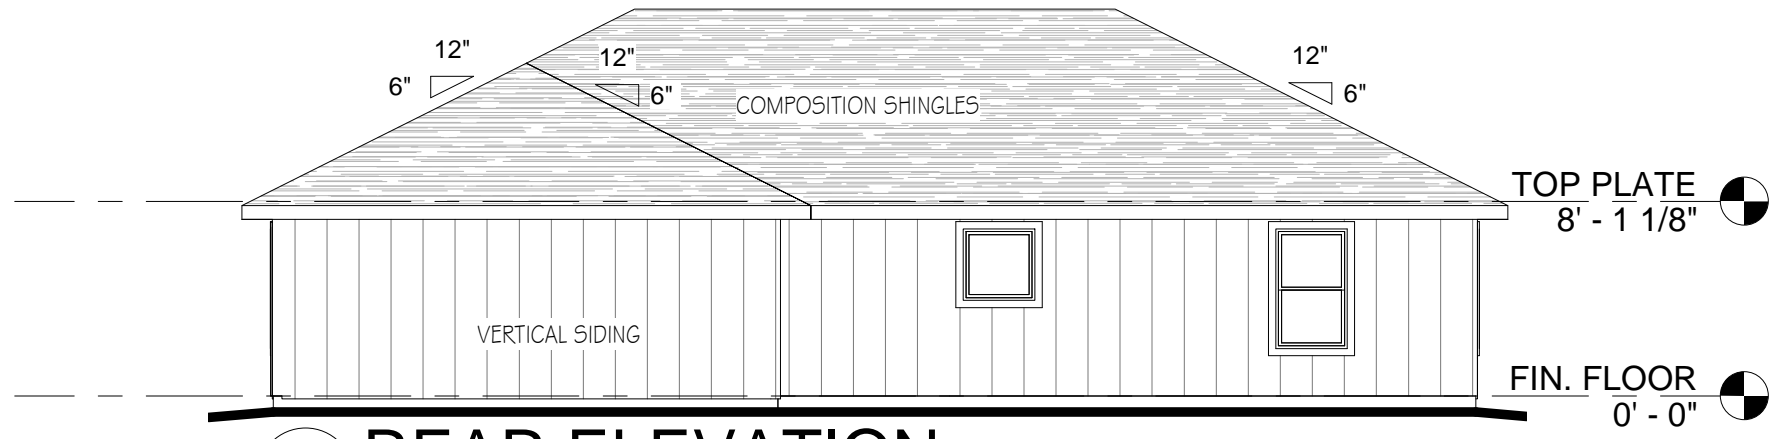 12"
6"
12"
6"
12"
6"
COMPOSITION SHINGLES
TOP PLATE
8' - 1 1/8"
VERTICAL SIDING
FIN. FLOOR
0' - 0"
REAR ELEVATION